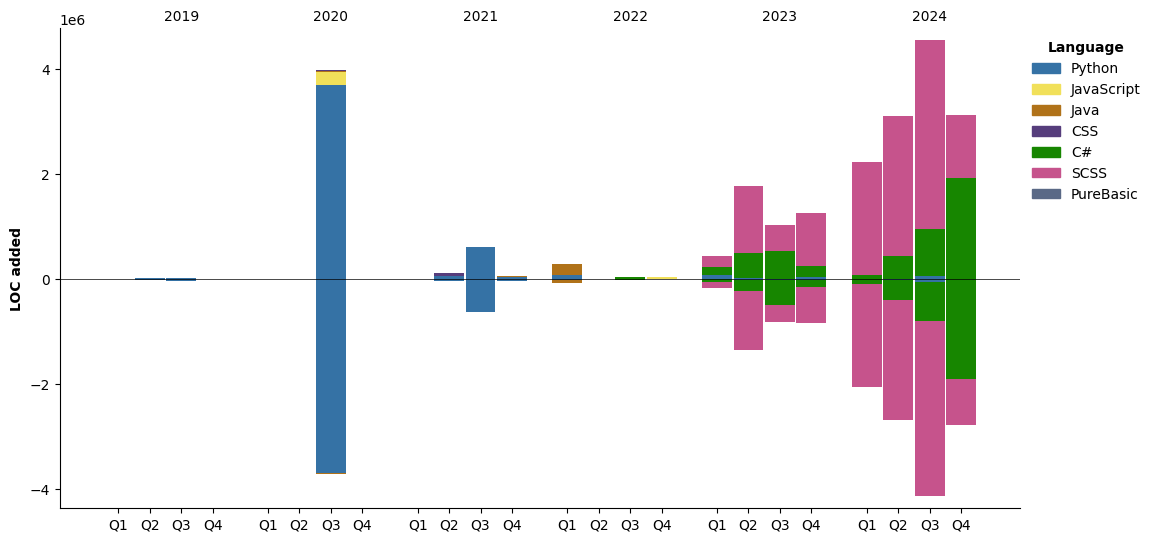 1e6
2019 2020 2021 2022 2023 2024
LOC added
4
2
0
−2
−4
Q1 Q2 Q3 Q4 Q1 Q2 Q3 Q4 Q1 Q2 Q3 Q4 Q1 Q2 Q3 Q4 Q1 Q2 Q3 Q4 Q1 Q2 Q3 Q4
Language
Python
JavaScript
Java
CSS
C#
SCSS
PureBasic